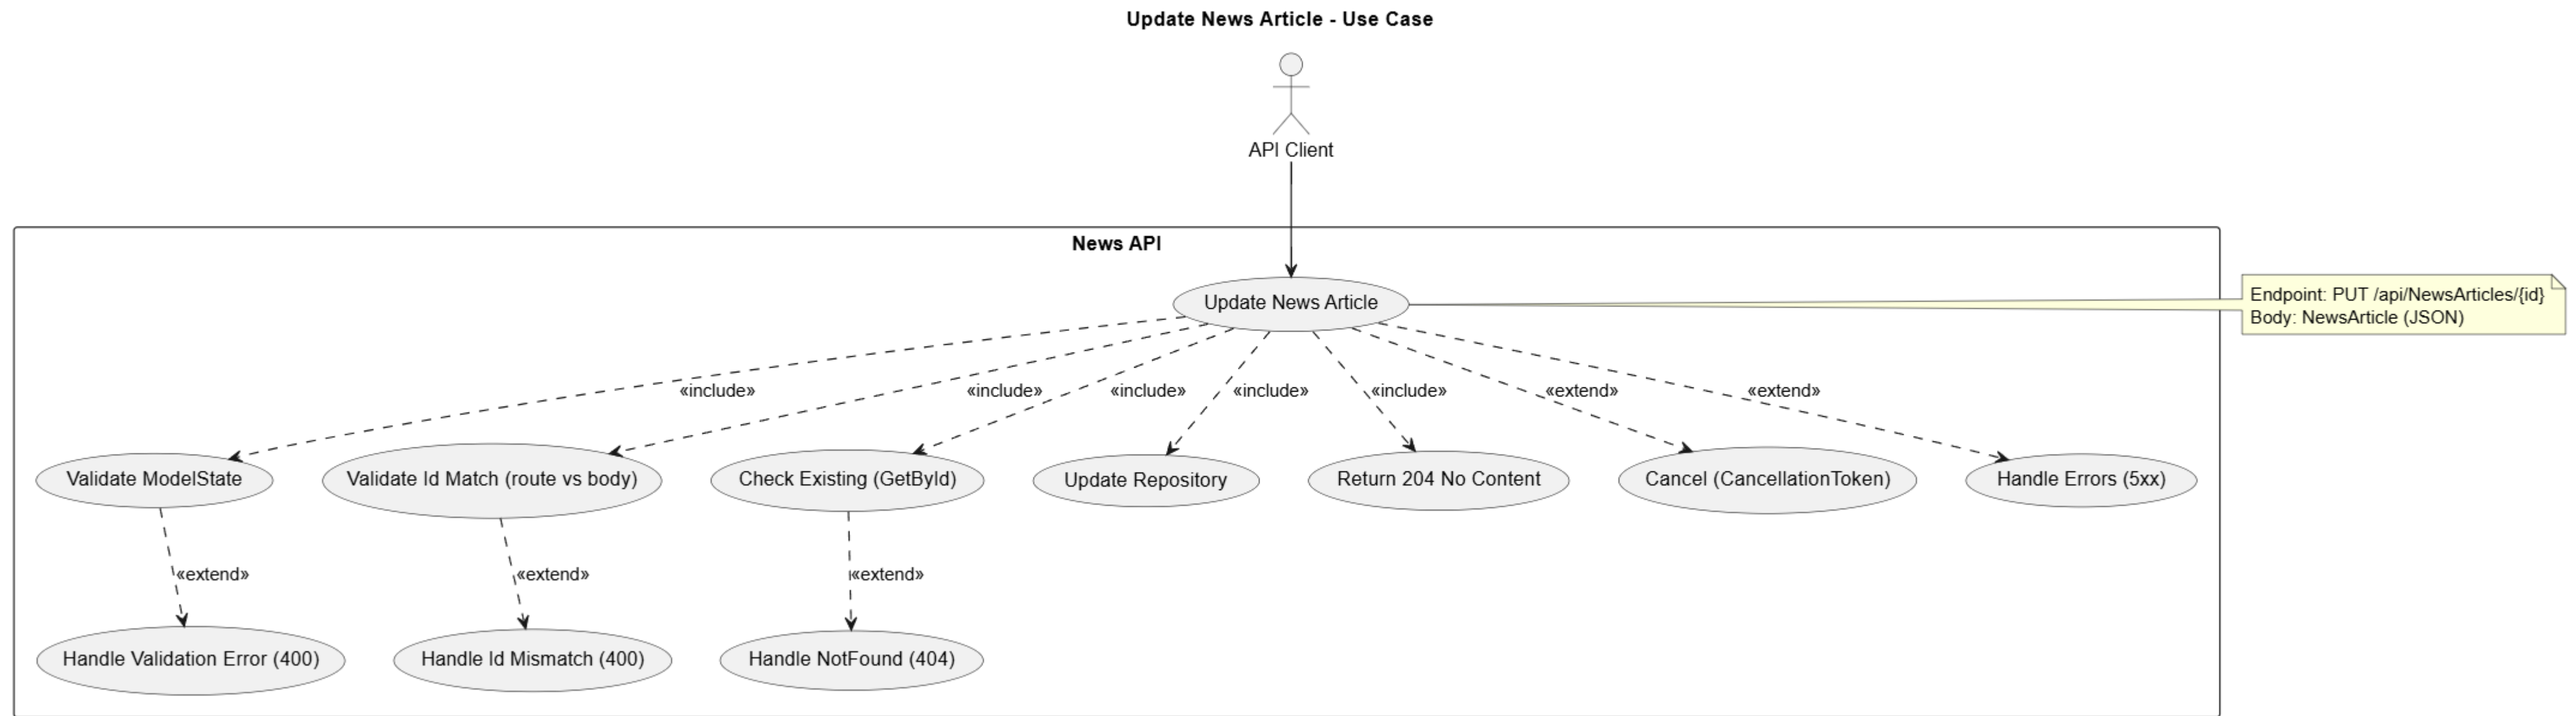 Update News Article - Use Case
API Client
News API
Update News Article
Endpoint: PUT /api/NewsArticles/{id}
Body: NewsArticle (JSON)
«include»
«include»
«include»
«include»
«include»
«extend»
«extend»
Validate ModelState
Validate Id Match (route vs body)
Check Existing (GetById)
Update Repository
Return 204 No Content
Cancel (CancellationToken)
Handle Errors (5xx)
«extend»
«extend»
«extend»
Handle Validation Error (400)
Handle Id Mismatch (400)
Handle NotFound (404)